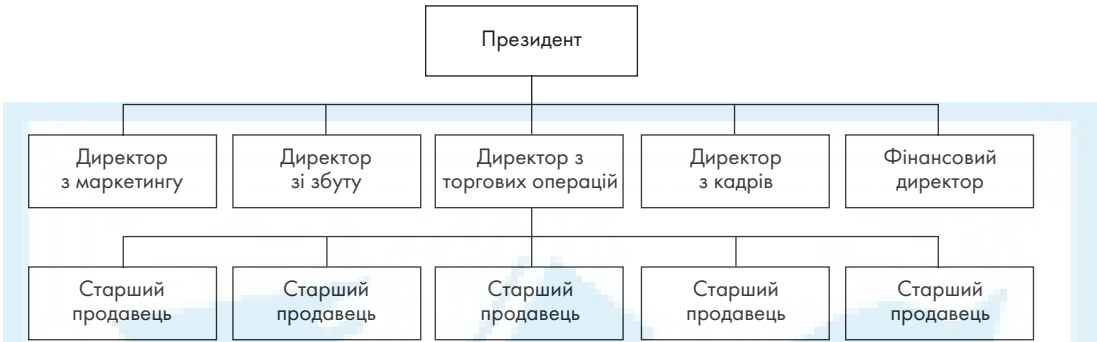 Президент
Директор
з маркетингу
Директор
зі збуту
Директор з
торгових операцій
Директор
з кадрів
Фінансовий
директор
Старший
продавець
Старший
продавець
Старший
продавець
Старший
продавець
Старший
продавець